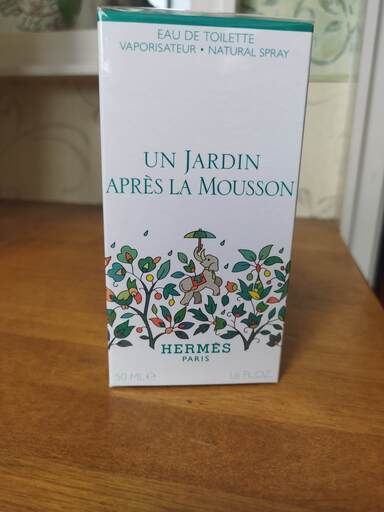 EAU DE TOILETTE
VAPORISATEUR • NATURAL SPRAY
UN JARDIN
APRÈS LA MOUSSON
HERMÈS
PARIS
50 ML ℮ 1.6 FL.OZ.